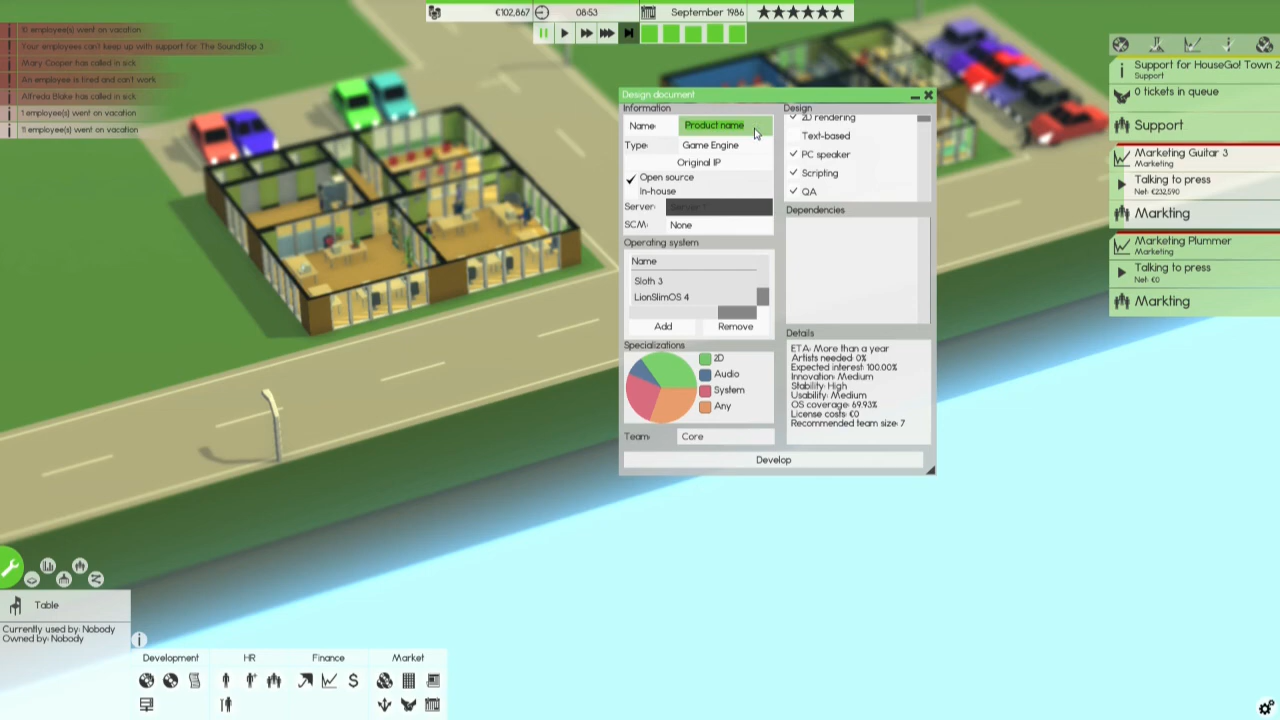 €102,867
08:53
September 1986
10 employee(s) went on vacation
Your employees can't keep up with support for The SoundStop 3
Mary Cooper has called in sick
An employee is tired and can't work
Alfreda Blake has called in sick
1 employee(s) went on vacation
11 employee(s) went on vacation
Design document
Information
Name:
Product name
Type:
Game Engine
Original IP
Open source
In-house
Server:
SCM:
None
Operating system
Name
Sloth 3
LionSlimOS 4
Add
Remove
Specializations
2D
Audio
System
Any
Team:
Core
Design
2D rendering
Text-based
PC speaker
Scripting
QA
Dependencies
Details
ETA: More than a year
Artists needed: 0%
Expected interest: 100.00%
Innovation: Medium
Stability: High
Usability: Medium
OS coverage: 69.93%
License costs: €0
Recommended team size: 7
Develop
Support for HouseGo! Town 2
Support
0 tickets in queue
Support
Marketing Guitar 3
Marketing
Talking to press
Net: €232,590
Markting
Marketing Plummer
Marketing
Talking to press
Net: €0
Markting
Table
Currently used by: Nobody
Owned by: Nobody
Development
HR
Finance
Market